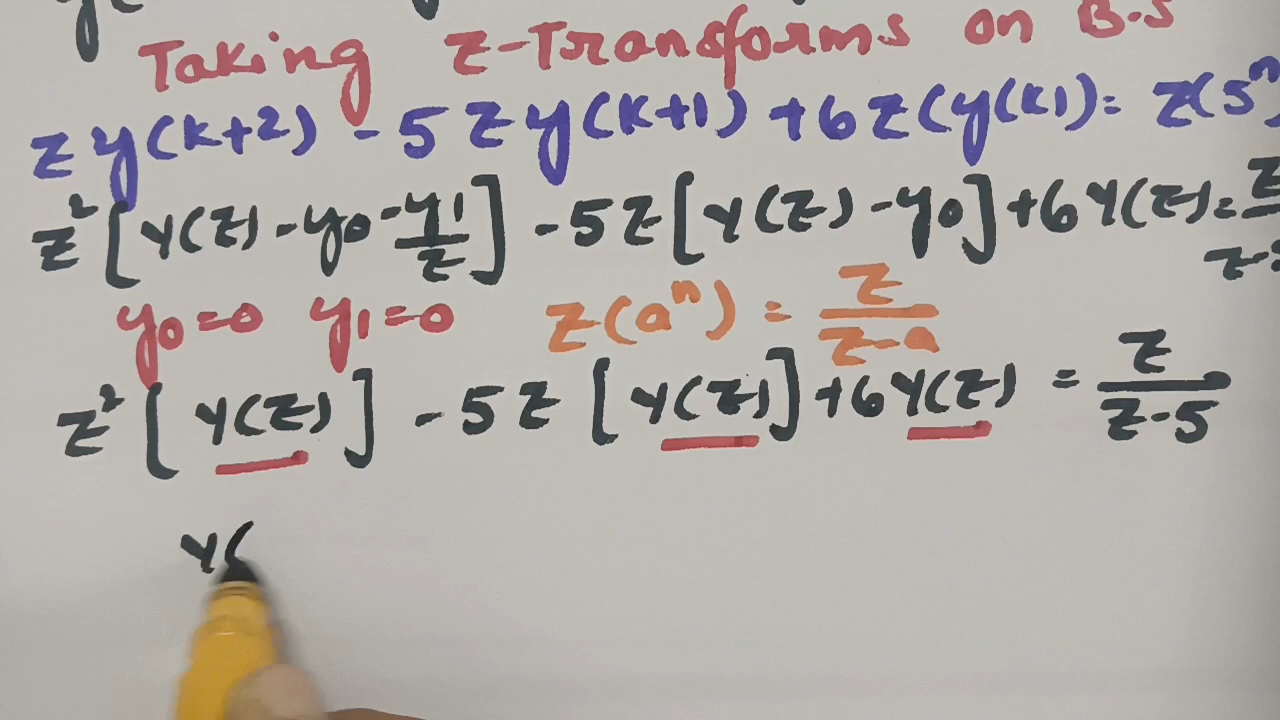 Taking Z-Transforms on B.S
z y(k+2) - 5 z y(k+1) + 6 z(y(k)) = z(5ⁿ)
z² [Y(z) - y0 - y1/z] - 5z [Y(z) - y0] + 6Y(z) = z/z-5
y0=0 y1=0 z(aⁿ) = z/z-a
z² [Y(z)] - 5z [Y(z)] + 6Y(z) = z/z-5
Y(